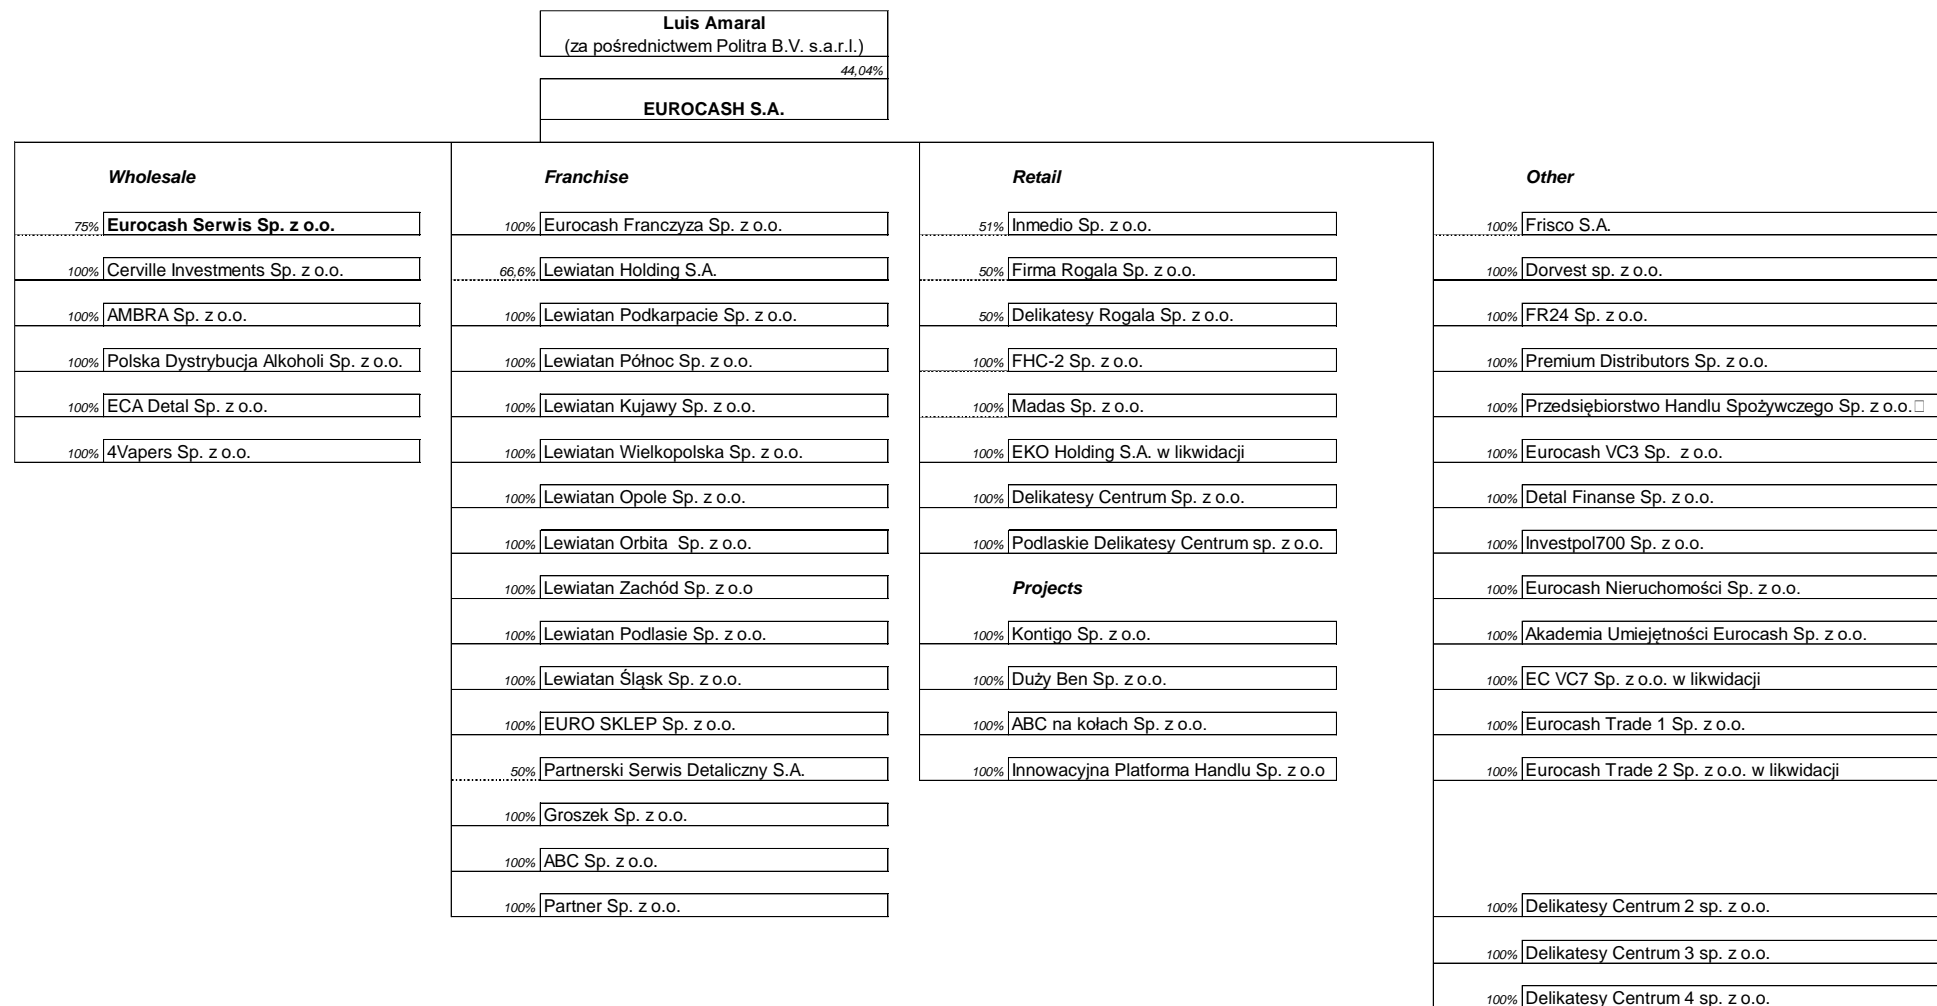 Luis Amaral
(za pośrednictwem Politra B.V. s.a.r.l.)
44,04%
EUROCASH S.A.
Wholesale
75% Eurocash Serwis Sp. z o.o.
100% Cerville Investments Sp. z o.o.
100% AMBRA Sp. z o.o.
100% Polska Dystrybucja Alkoholi Sp. z o.o.
100% ECA Detal Sp. z o.o.
100% 4Vapers Sp. z o.o.
Franchise
100% Eurocash Franczyza Sp. z o.o.
66,6% Lewiatan Holding S.A.
100% Lewiatan Podkarpacie Sp. z o.o.
100% Lewiatan Północ Sp. z o.o.
100% Lewiatan Kujawy Sp. z o.o.
100% Lewiatan Wielkopolska Sp. z o.o.
100% Lewiatan Opole Sp. z o.o.
100% Lewiatan Orbita  Sp. z o.o.
100% Lewiatan Zachód Sp. z o.o
100% Lewiatan Podlasie Sp. z o.o.
100% Lewiatan Śląsk Sp. z o.o.
100% EURO SKLEP Sp. z o.o.
50% Partnerski Serwis Detaliczny S.A.
100% Groszek Sp. z o.o.
100% ABC Sp. z o.o.
100% Partner Sp. z o.o.
Retail
51% Inmedio Sp. z o.o.
50% Firma Rogala Sp. z o.o.
50% Delikatesy Rogala Sp. z o.o.
100% FHC-2 Sp. z o.o.
100% Madas Sp. z o.o.
100% EKO Holding S.A. w likwidacji
100% Delikatesy Centrum Sp. z o.o.
100% Podlaskie Delikatesy Centrum sp. z o.o.
Projects
100% Kontigo Sp. z o.o.
100% Duży Ben Sp. z o.o.
100% ABC na kołach Sp. z o.o.
100% Innowacyjna Platforma Handlu Sp. z o.o
Other
100% Frisco S.A.
100% Dorvest sp. z o.o.
100% FR24 Sp. z o.o.
100% Premium Distributors Sp. z o.o.
100% Przedsiębiorstwo Handlu Spożywczego Sp. z o.o.
100% Eurocash VC3 Sp.  z o.o.
100% Detal Finanse Sp. z o.o.
100% Investpol700 Sp. z o.o.
100% Eurocash Nieruchomości Sp. z o.o.
100% Akademia Umiejętności Eurocash Sp. z o.o.
100% EC VC7 Sp. z o.o. w likwidacji
100% Eurocash Trade 1 Sp. z o.o.
100% Eurocash Trade 2 Sp. z o.o. w likwidacji
100% Delikatesy Centrum 2 sp. z o.o.
100% Delikatesy Centrum 3 sp. z o.o.
100% Delikatesy Centrum 4 sp. z o.o.